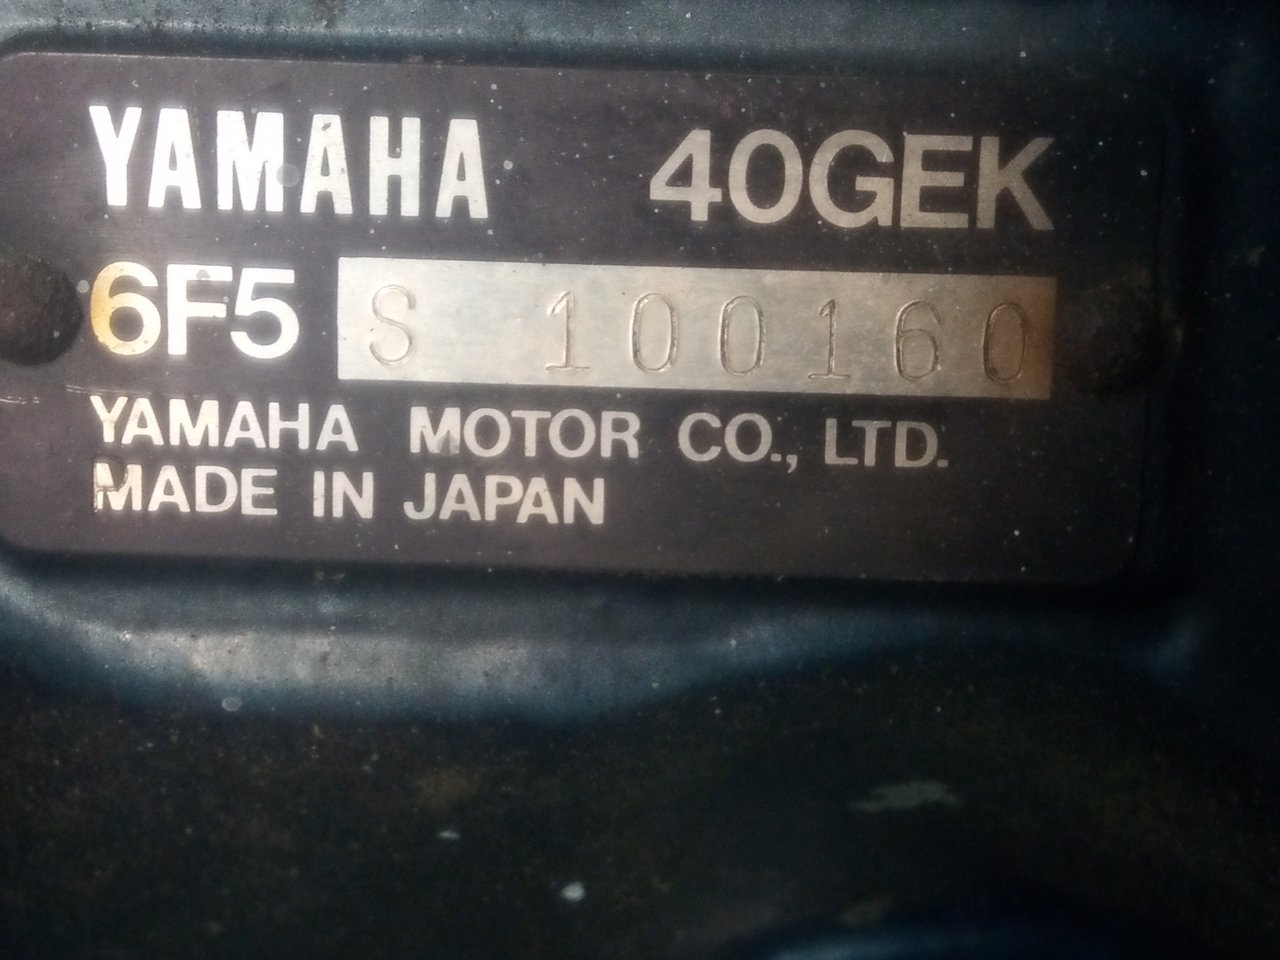 YAMAHA 40GEK
6F5 S 100160
YAMAHA MOTOR CO., LTD.
MADE IN JAPAN